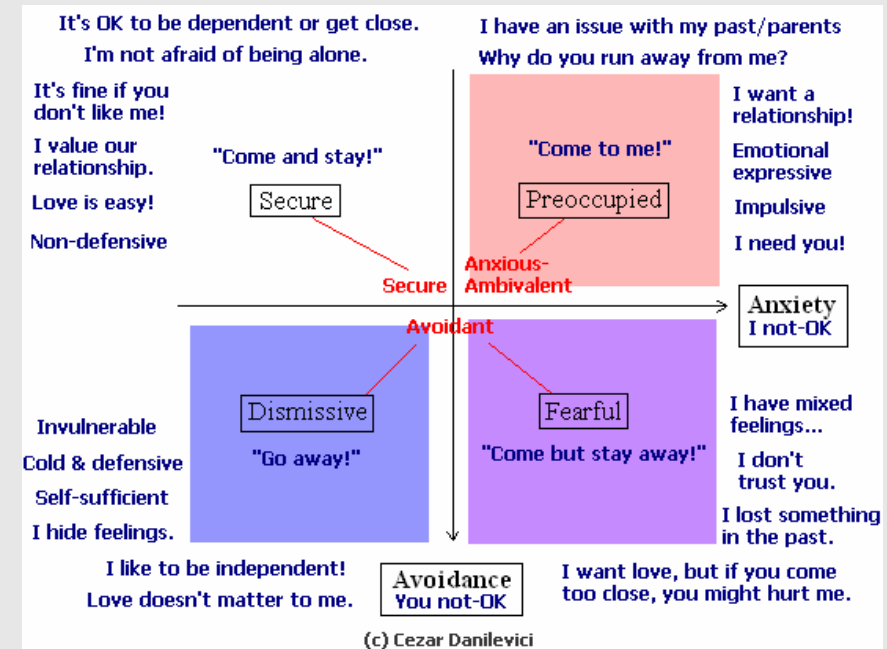 It's OK to be dependent or get close.
I'm not afraid of being alone.
I have an issue with my past/parents
Why do you run away from me?
It's fine if you
don't like me!
I value our
relationship.
Love is easy!
Non-defensive
"Come and stay!"
Secure
"Come to me!"
Preoccupied
I want a
relationship!
Emotional
expressive
Impulsive
I need you!
Secure
Anxious-
Ambivalent
Avoidant
Anxiety
I not-OK
Invulnerable
Cold & defensive
Self-sufficient
I hide feelings.
Dismissive
"Go away!"
Fearful
"Come but stay away!"
I have mixed
feelings...
I don't
trust you.
I lost something
in the past.
I like to be independent!
Love doesn't matter to me.
Avoidance
You not-OK
I want love, but if you come
too close, you might hurt me.
(c) Cezar Danilevici